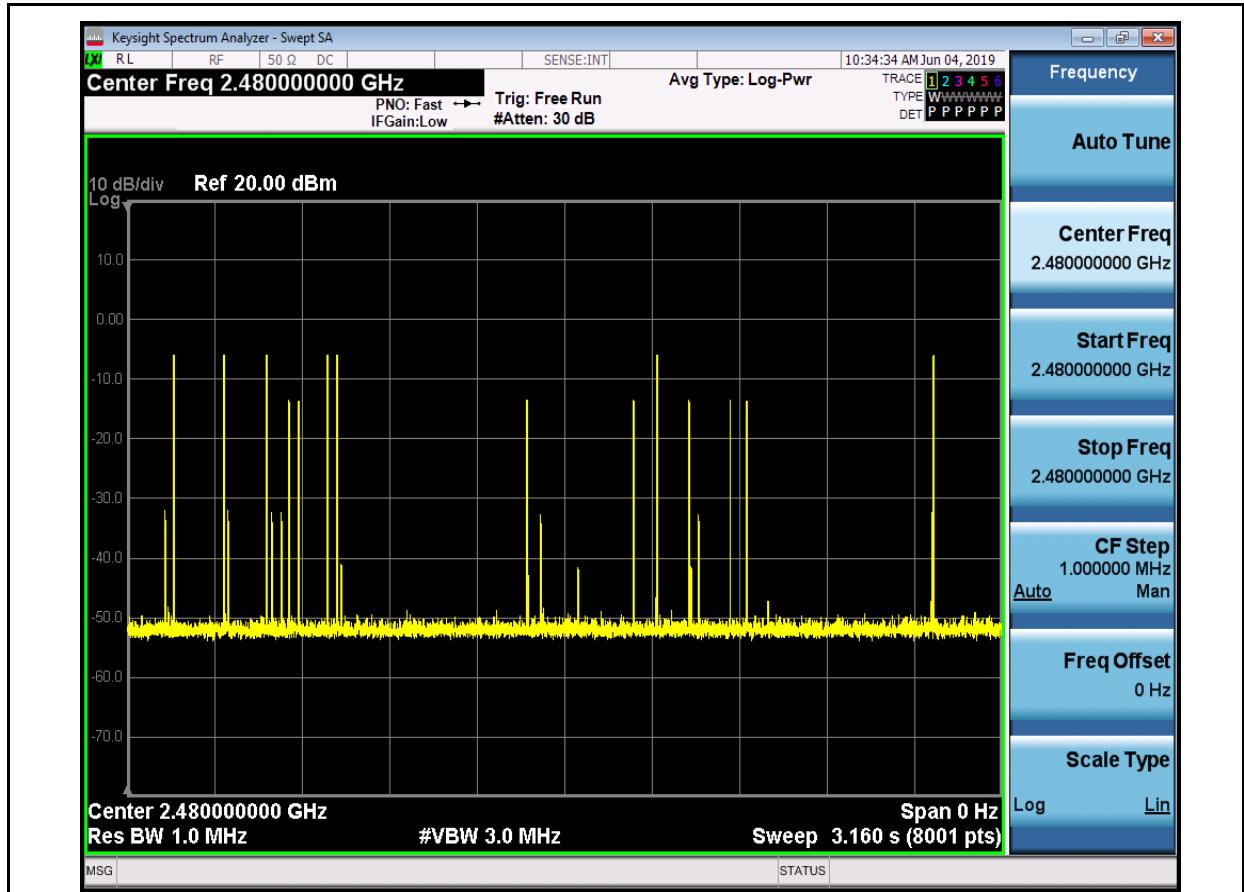 Keysight Spectrum Analyzer - Swept SA
LXI RL RF 50 Ω DC SENSE:INT 10:34:34 AM Jun 04, 2019
Center Freq 2.480000000 GHz
PNO: Fast
IFGain:Low
Trig: Free Run
#Atten: 30 dB
Avg Type: Log-Pwr
TRACE 1 2 3 4 5 6
TYPE WWWWWW
DET P P P P P P
10 dB/div Ref 20.00 dBm
Log
10.0
0.00
-10.0
-20.0
-30.0
-40.0
-50.0
-60.0
-70.0
Center 2.480000000 GHz Span 0 Hz
Res BW 1.0 MHz #VBW 3.0 MHz Sweep 3.160 s (8001 pts)
MSG STATUS
Frequency
Auto Tune
Center Freq
2.480000000 GHz
Start Freq
2.480000000 GHz
Stop Freq
2.480000000 GHz
CF Step
1.000000 MHz
Auto Man
Freq Offset
0 Hz
Scale Type
Log Lin